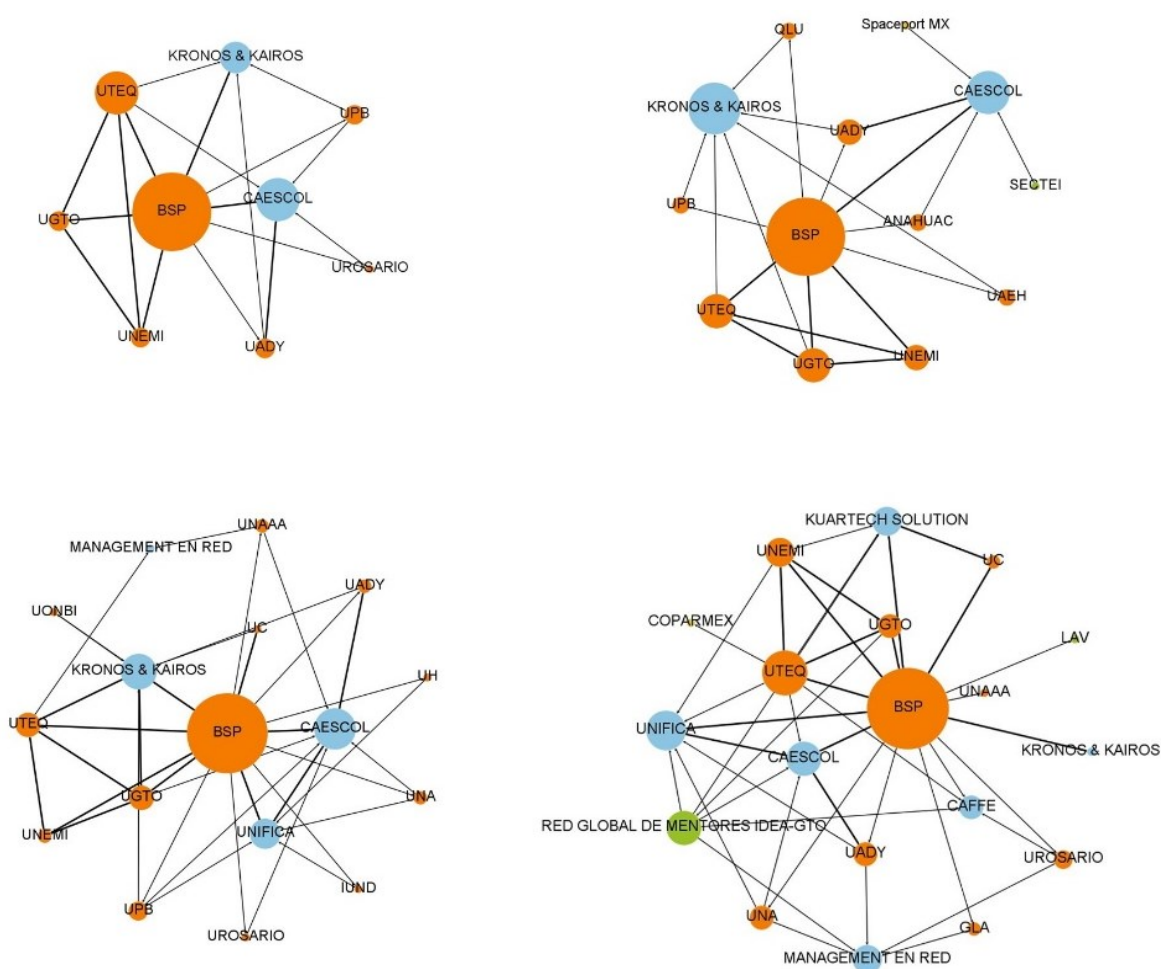 KRONOS & KAIROS
UTEQ
UPB
CAESCOL
BSP
UGTO
UROSARIO
UNEMI
UADY
Spaceport MX
QLU
CAESCOL
KRONOS & KAIROS
UADY
SECTEI
UPB
ANAHUAC
BSP
UAEH
UTEQ
UNEMI
UGTO
UNAAA
MANAGEMENT EN RED
UADY
UONBI
UC
KRONOS & KAIROS
UH
UTEQ
CAESCOL
BSP
UGTO
UNA
UNEMI
UNIFICA
IUND
UPB
UROSARIO
KUARTECH SOLUTION
UNEMI
UC
COPARMEX
UGTO
LAV
UTEQ
UNAAA
BSP
UNIFICA
KRONOS & KAIROS
CAESCOL
CAFFE
RED GLOBAL DE MENTORES IDEA-GTO
UADY
UROSARIO
UNA
GLA
MANAGEMENT EN RED